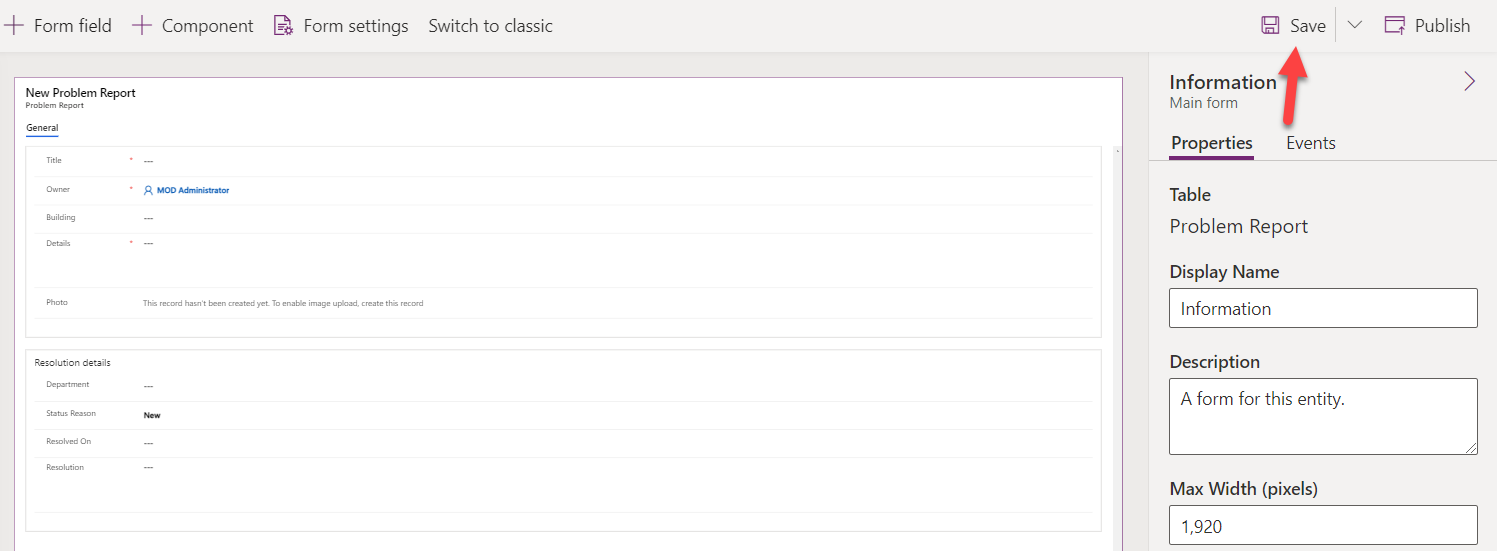 Form field Component Form settings Switch to classic Save Publish
New Problem Report
Problem Report
General
Title * ---
Owner * MOD Administrator
Building ---
Details * ---
Photo This record hasn't been created yet. To enable image upload, create this record
Resolution details
Department ---
Status Reason New
Resolved On ---
Resolution ---
Information
Main form
Properties Events
Table
Problem Report
Display Name
Information
Description
A form for this entity.
Max Width (pixels)
1,920